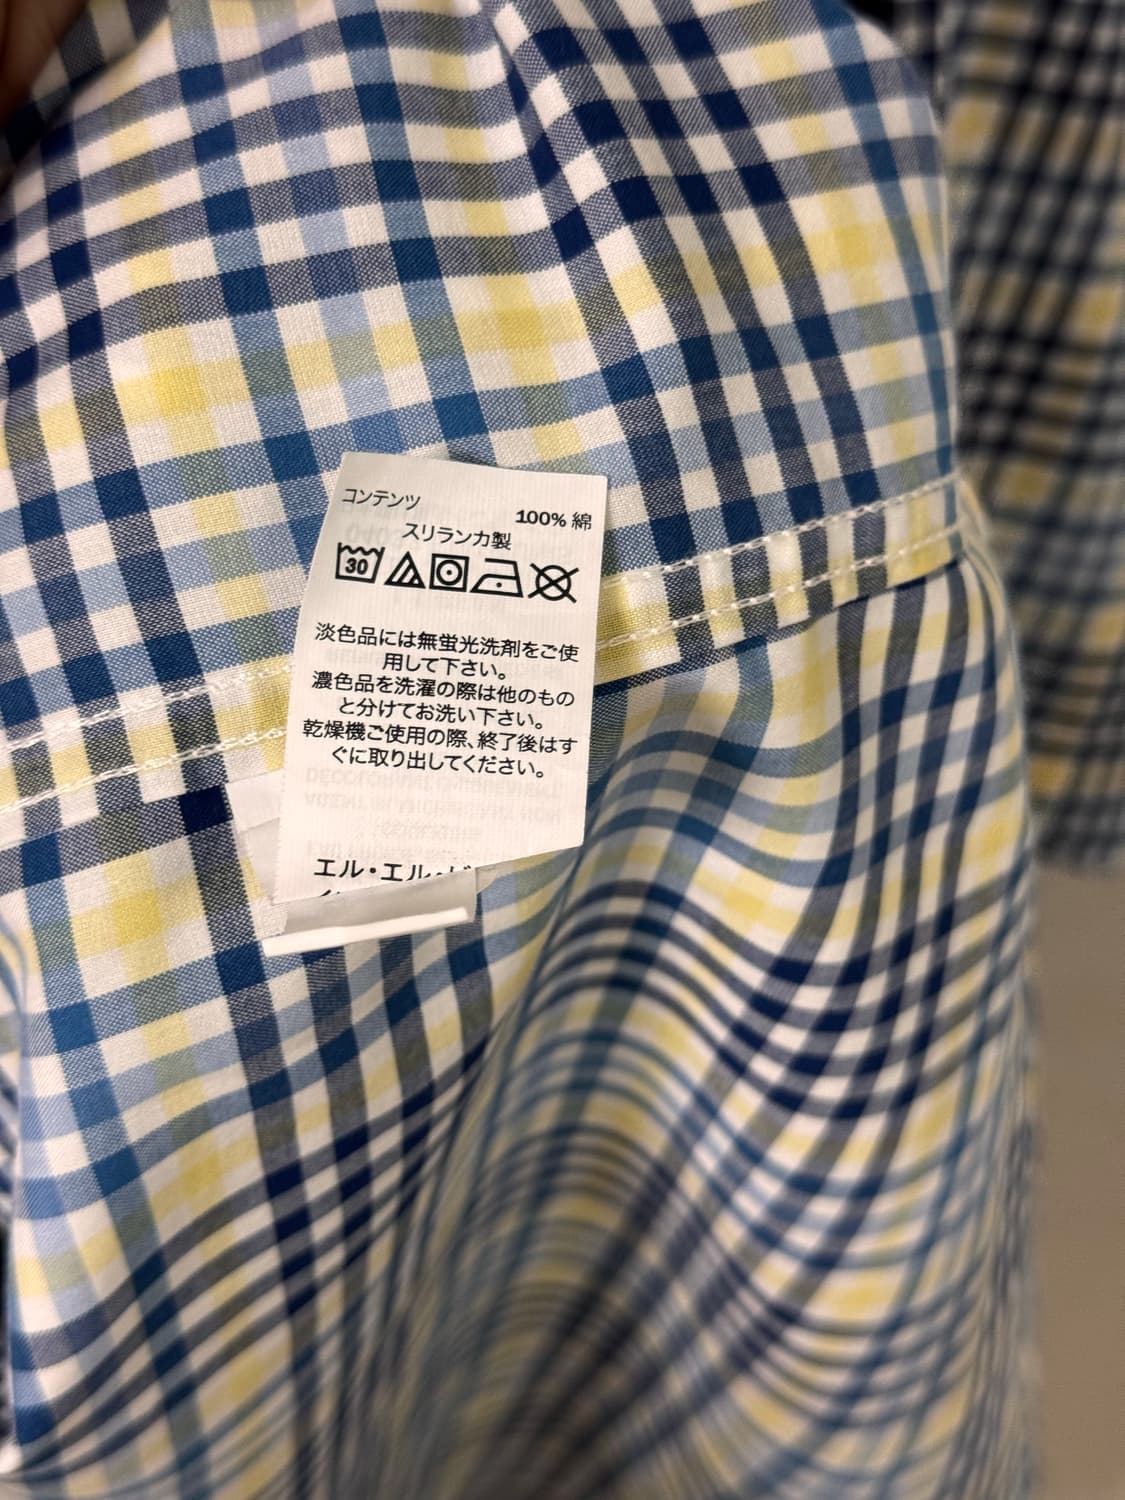 コンテンツ
100% 綿
スリランカ製
30
淡色品には無蛍光洗剤をご使
用して下さい。
濃色品を洗濯の際は他のもの
と分けてお洗い下さい。
乾燥機ご使用の際、終了後はす
ぐに取り出してください。
エル・エル・